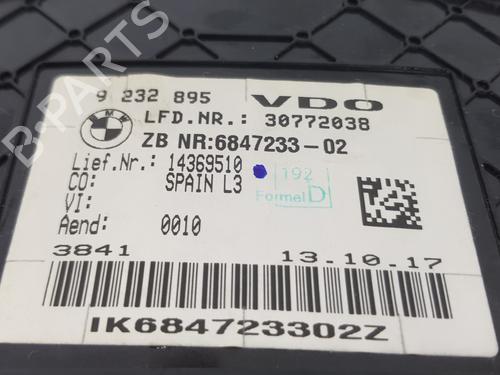 9 232 895 VDO
BMW
LFD.NR.: 30772038
ZB NR:6847233-02
Lief.Nr.: 14369510
CO: SPAIN L3
VI:
Aend: 0010
192
Formel D
3841 13.10.17
IK684723302Z